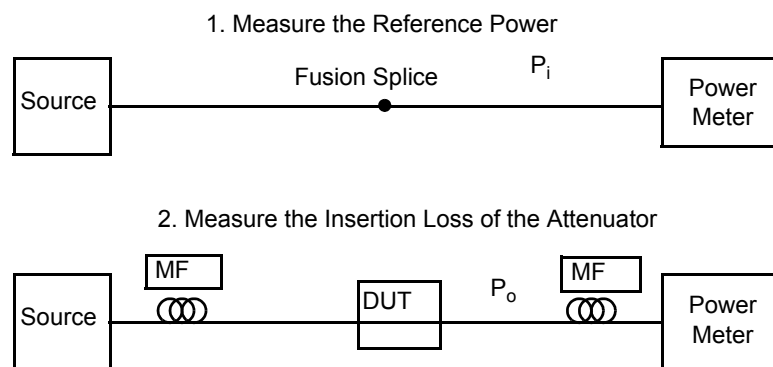 1. Measure the Reference Power
Source
Fusion Splice
Pi
Power
Meter
2. Measure the Insertion Loss of the Attenuator
Source
MF
DUT
Po
MF
Power
Meter